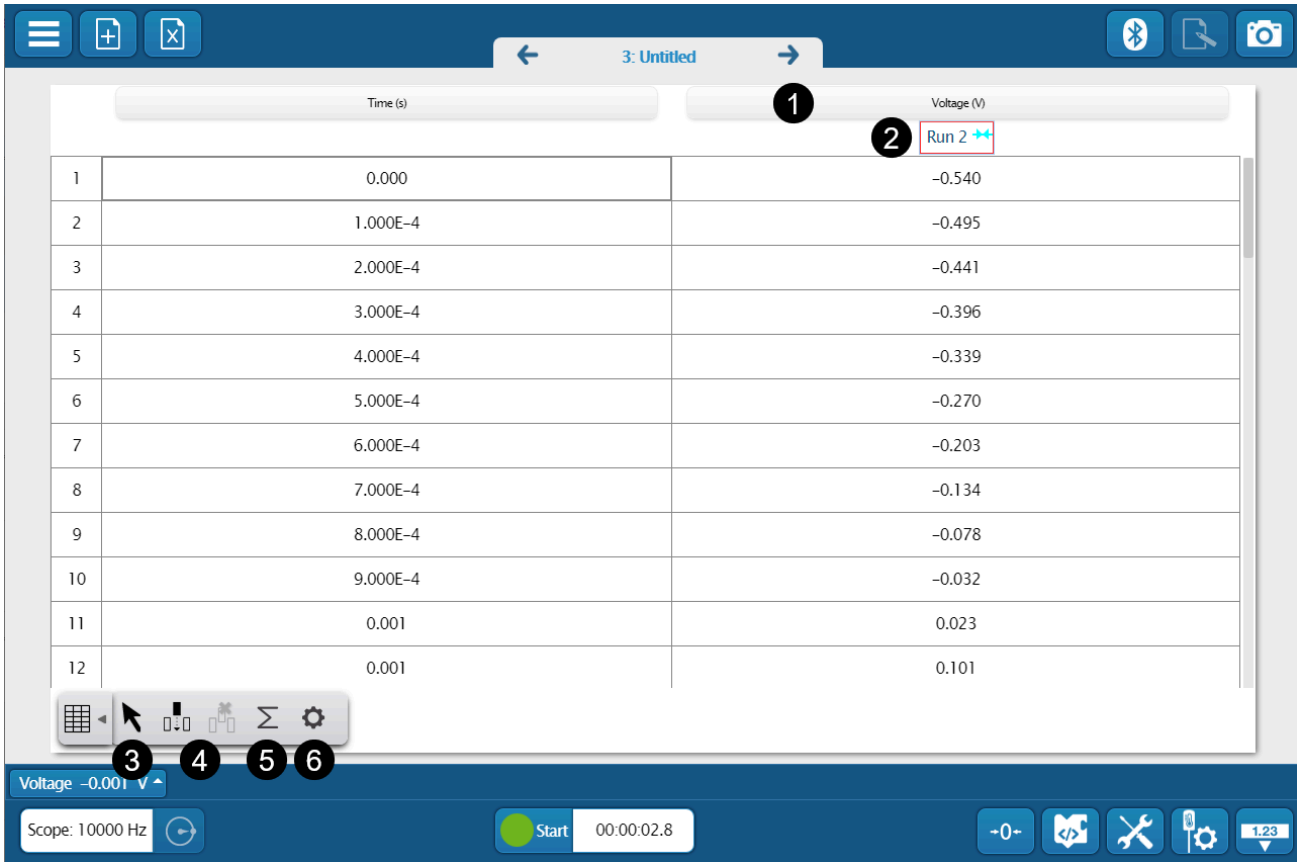 3: Untitled
Time (s) 1 Voltage (V)
2 Run 2
1 0.000 −0.540
2 1.000E−4 −0.495
3 2.000E−4 −0.441
4 3.000E−4 −0.396
5 4.000E−4 −0.339
6 5.000E−4 −0.270
7 6.000E−4 −0.203
8 7.000E−4 −0.134
9 8.000E−4 −0.078
10 9.000E−4 −0.032
11 0.001 0.023
12 0.001 0.101
Σ
3 4 5 6
Voltage −0.001 V
Scope: 10000 Hz Start 00:00:02.8 →0← </> 1.23